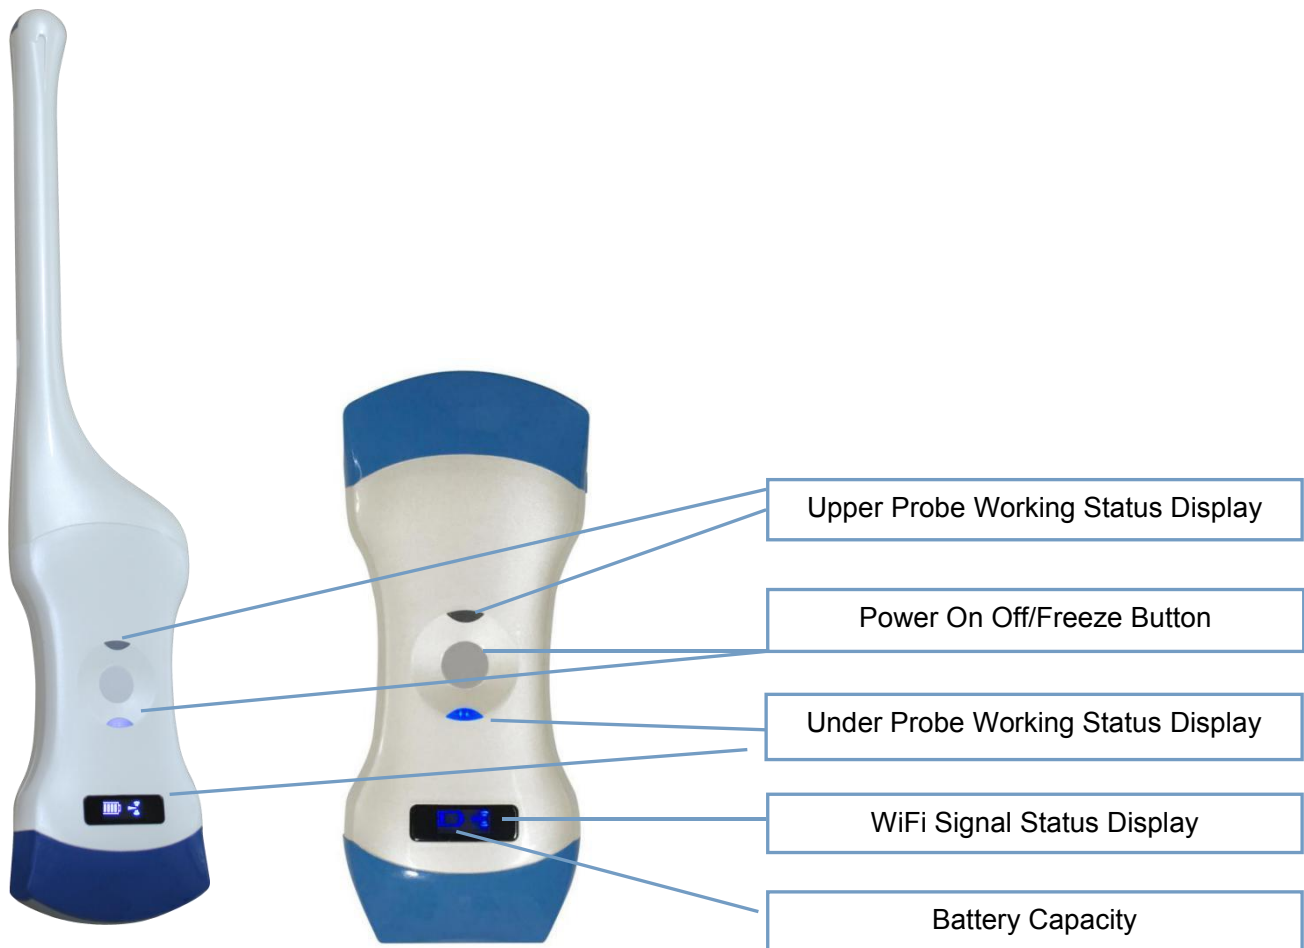 Upper Probe Working Status Display
Power On Off/Freeze Button
Under Probe Working Status Display
WiFi Signal Status Display
Battery Capacity